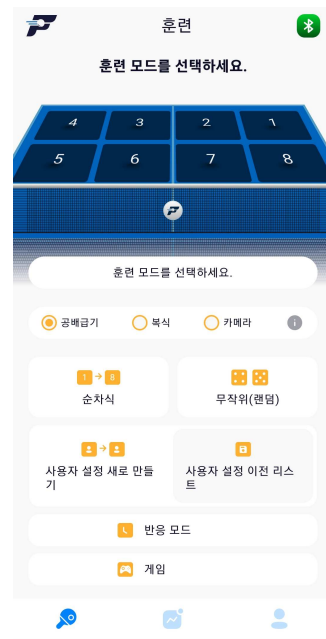 훈련
훈련 모드를 선택하세요.
4 3 2 1
5 6 7 8
훈련 모드를 선택하세요.
공배급기 복식 카메라 i
1 → 8
순차식
무작위(랜덤)
사용자 설정 새로 만들
기
사용자 설정 이전 리스
트
반응 모드
게임